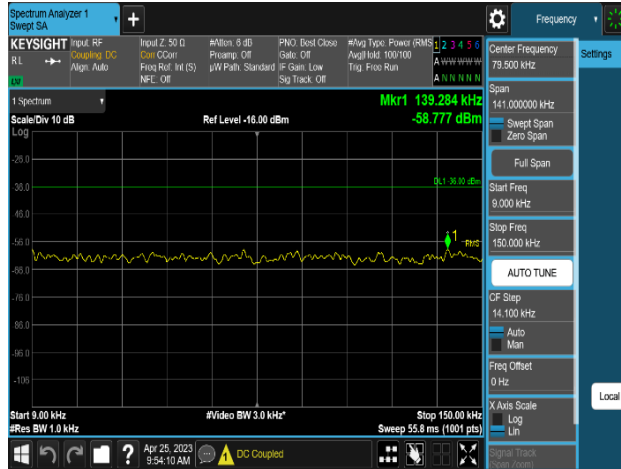 Spectrum Analyzer 1
Swept SA
+
Frequency
KEYSIGHT
RL
Input: RF
Coupling: DC
Align: Auto
Input Z: 50 Ω
Corr CCorr
Freq Ref: Int (S)
NFE: Off
#Atten: 6 dB
Preamp: Off
µW Path: Standard
PNO: Best Close
Gate: Off
IF Gain: Low
Sig Track: Off
#Avg Type: Power (RMS
Avg|Hold: 100/100
Trig: Free Run
1 2 3 4 5 6
A W W W W W
A N N N N N
1 Spectrum
Scale/Div 10 dB
Log
Ref Level -16.00 dBm
Mkr1 139.284 kHz
-58.777 dBm
-26.0
-36.0
-46.0
-56.0
-66.0
-76.0
-86.0
-96.0
-106
DL1 -36.00 dBm
1
RMS
Start 9.00 kHz
#Res BW 1.0 kHz
#Video BW 3.0 kHz*
Stop 150.00 kHz
Sweep 55.8 ms (1001 pts)
Settings
Center Frequency
79.500 kHz
Span
141.000000 kHz
Swept Span
Zero Span
Full Span
Start Freq
9.000 kHz
Stop Freq
150.000 kHz
AUTO TUNE
CF Step
14.100 kHz
Auto
Man
Freq Offset
0 Hz
X Axis Scale
Log
Lin
Signal Track
(Span Zoom)
Local
?
Apr 25, 2023
9:54:10 AM
DC Coupled